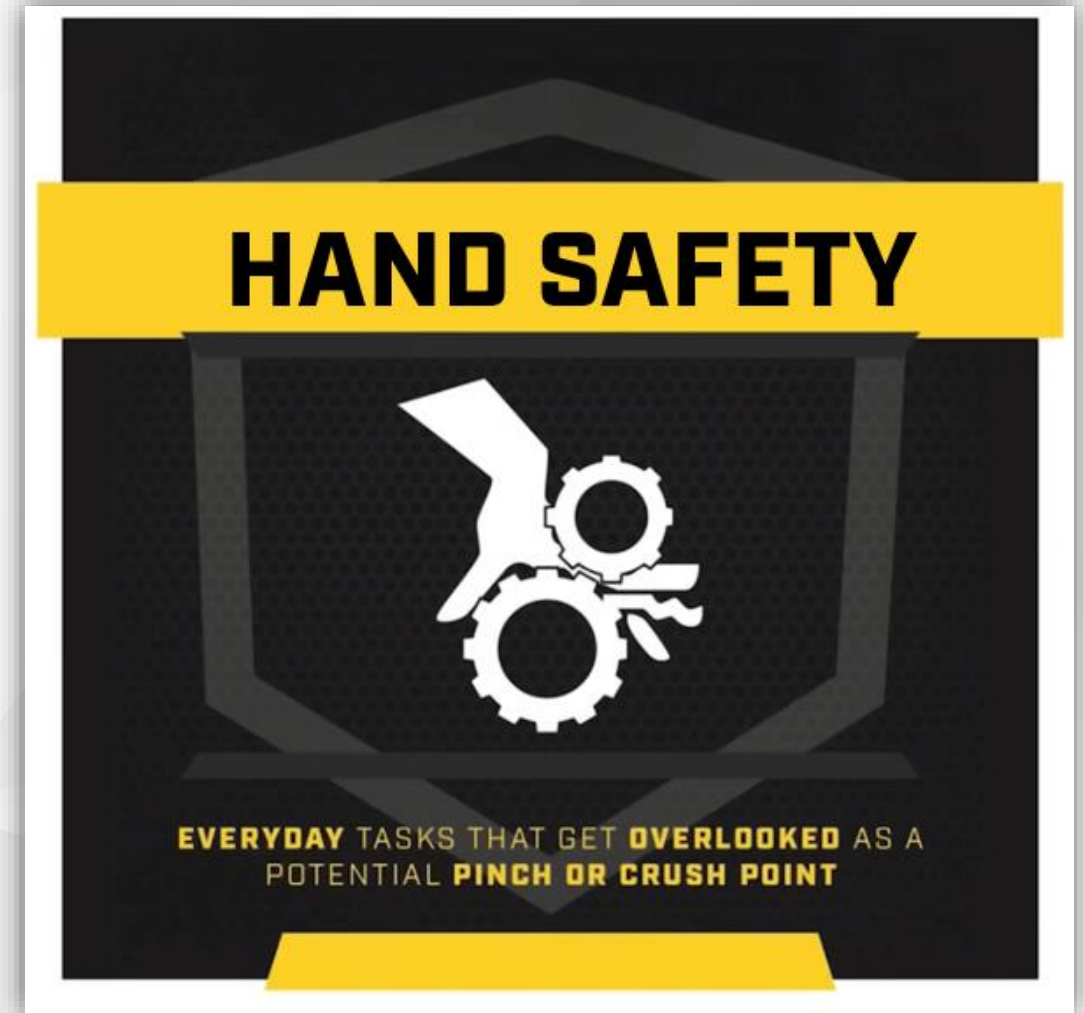 HAND SAFETY
EVERYDAY TASKS THAT GET OVERLOOKED AS A
POTENTIAL PINCH OR CRUSH POINT